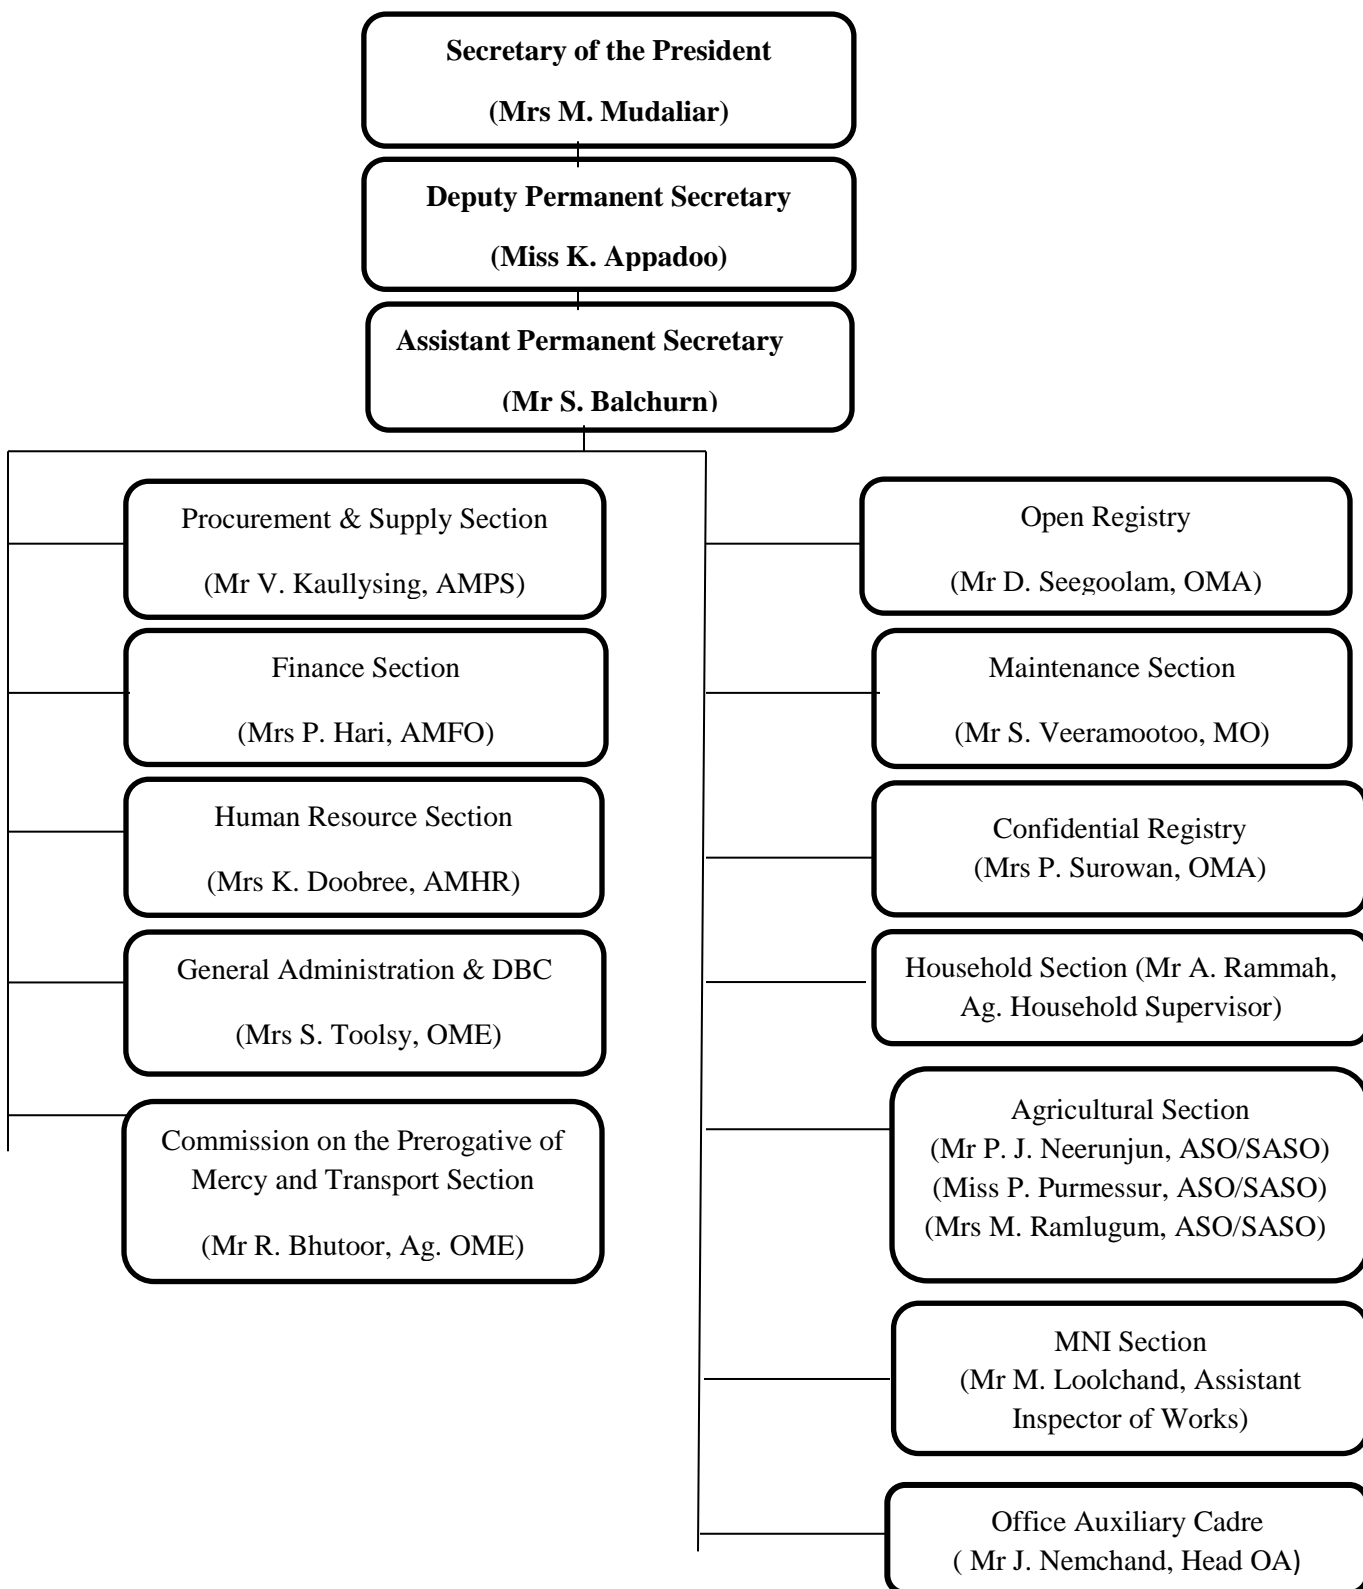 Secretary of the President
(Mrs M. Mudaliar)
Deputy Permanent Secretary
(Miss K. Appadoo)
Assistant Permanent Secretary
(Mr S. Balchurn)
Procurement & Supply Section
(Mr V. Kaullysing, AMPS)
Finance Section
(Mrs P. Hari, AMFO)
Human Resource Section
(Mrs K. Doobree, AMHR)
General Administration & DBC
(Mrs S. Toolsy, OME)
Commission on the Prerogative of
Mercy and Transport Section
(Mr R. Bhutoor, Ag. OME)
Open Registry
(Mr D. Seegoolam, OMA)
Maintenance Section
(Mr S. Veeramootoo, MO)
Confidential Registry
(Mrs P. Surowan, OMA)
Household Section (Mr A. Rammah,
Ag. Household Supervisor)
Agricultural Section
(Mr P. J. Neerunjun, ASO/SASO)
(Miss P. Purmessur, ASO/SASO)
(Mrs M. Ramlugum, ASO/SASO)
MNI Section
(Mr M. Loolchand, Assistant
Inspector of Works)
Office Auxiliary Cadre
( Mr J. Nemchand, Head OA)